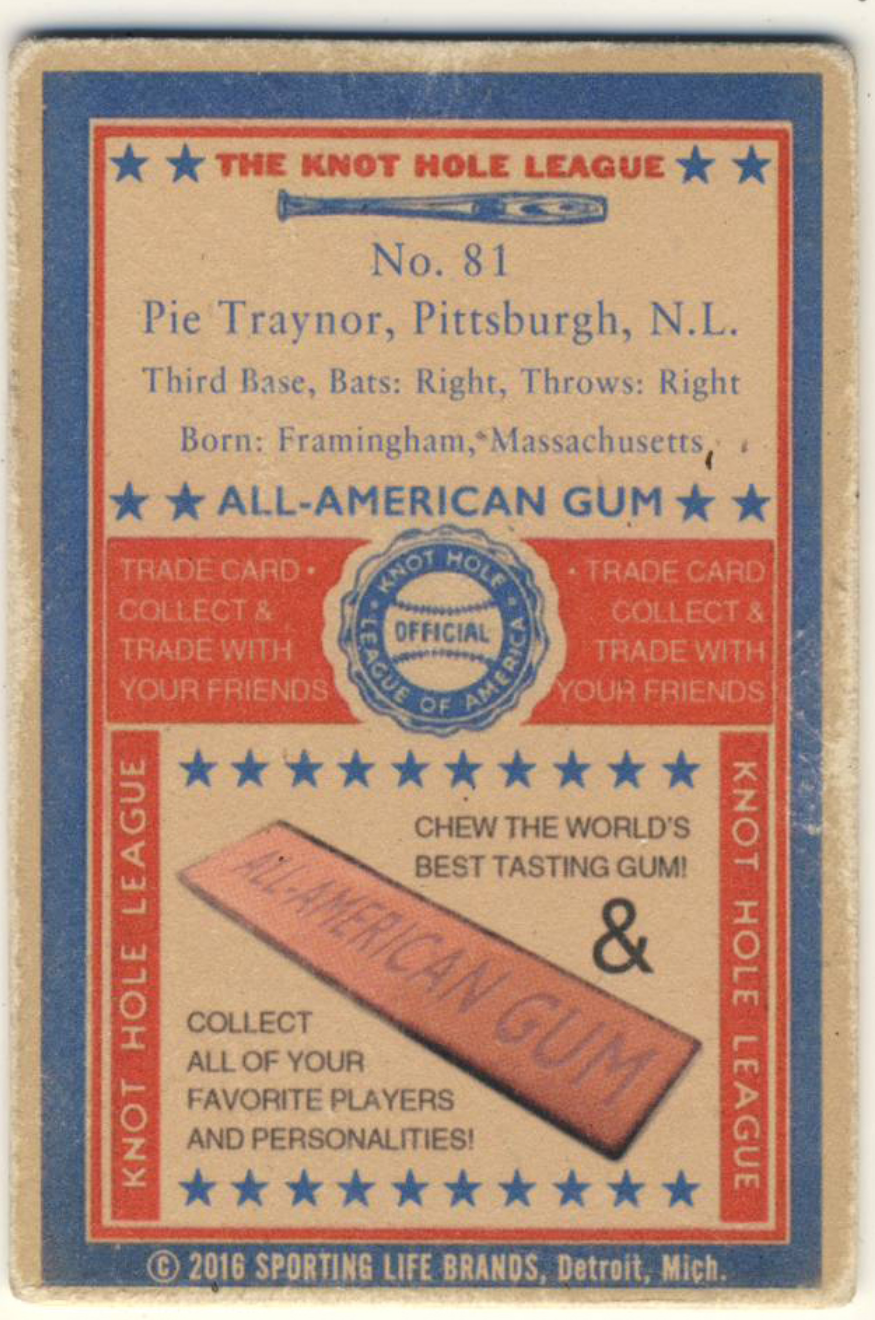 THE KNOT HOLE LEAGUE
No. 81
Pie Traynor, Pittsburgh, N.L.
Third Base, Bats: Right, Throws: Right
Born: Framingham, Massachusetts
ALL-AMERICAN GUM
TRADE CARD •
COLLECT &
TRADE WITH
YOUR FRIENDS
KNOT HOLE
OFFICIAL
LEAGUE OF AMERICA
• TRADE CARD
COLLECT &
TRADE WITH
YOUR FRIENDS
KNOT HOLE LEAGUE
CHEW THE WORLD'S
BEST TASTING GUM!
&
ALL-AMERICAN GUM
COLLECT
ALL OF YOUR
FAVORITE PLAYERS
AND PERSONALITIES!
KNOT HOLE LEAGUE
© 2016 SPORTING LIFE BRANDS, Detroit, Mich.